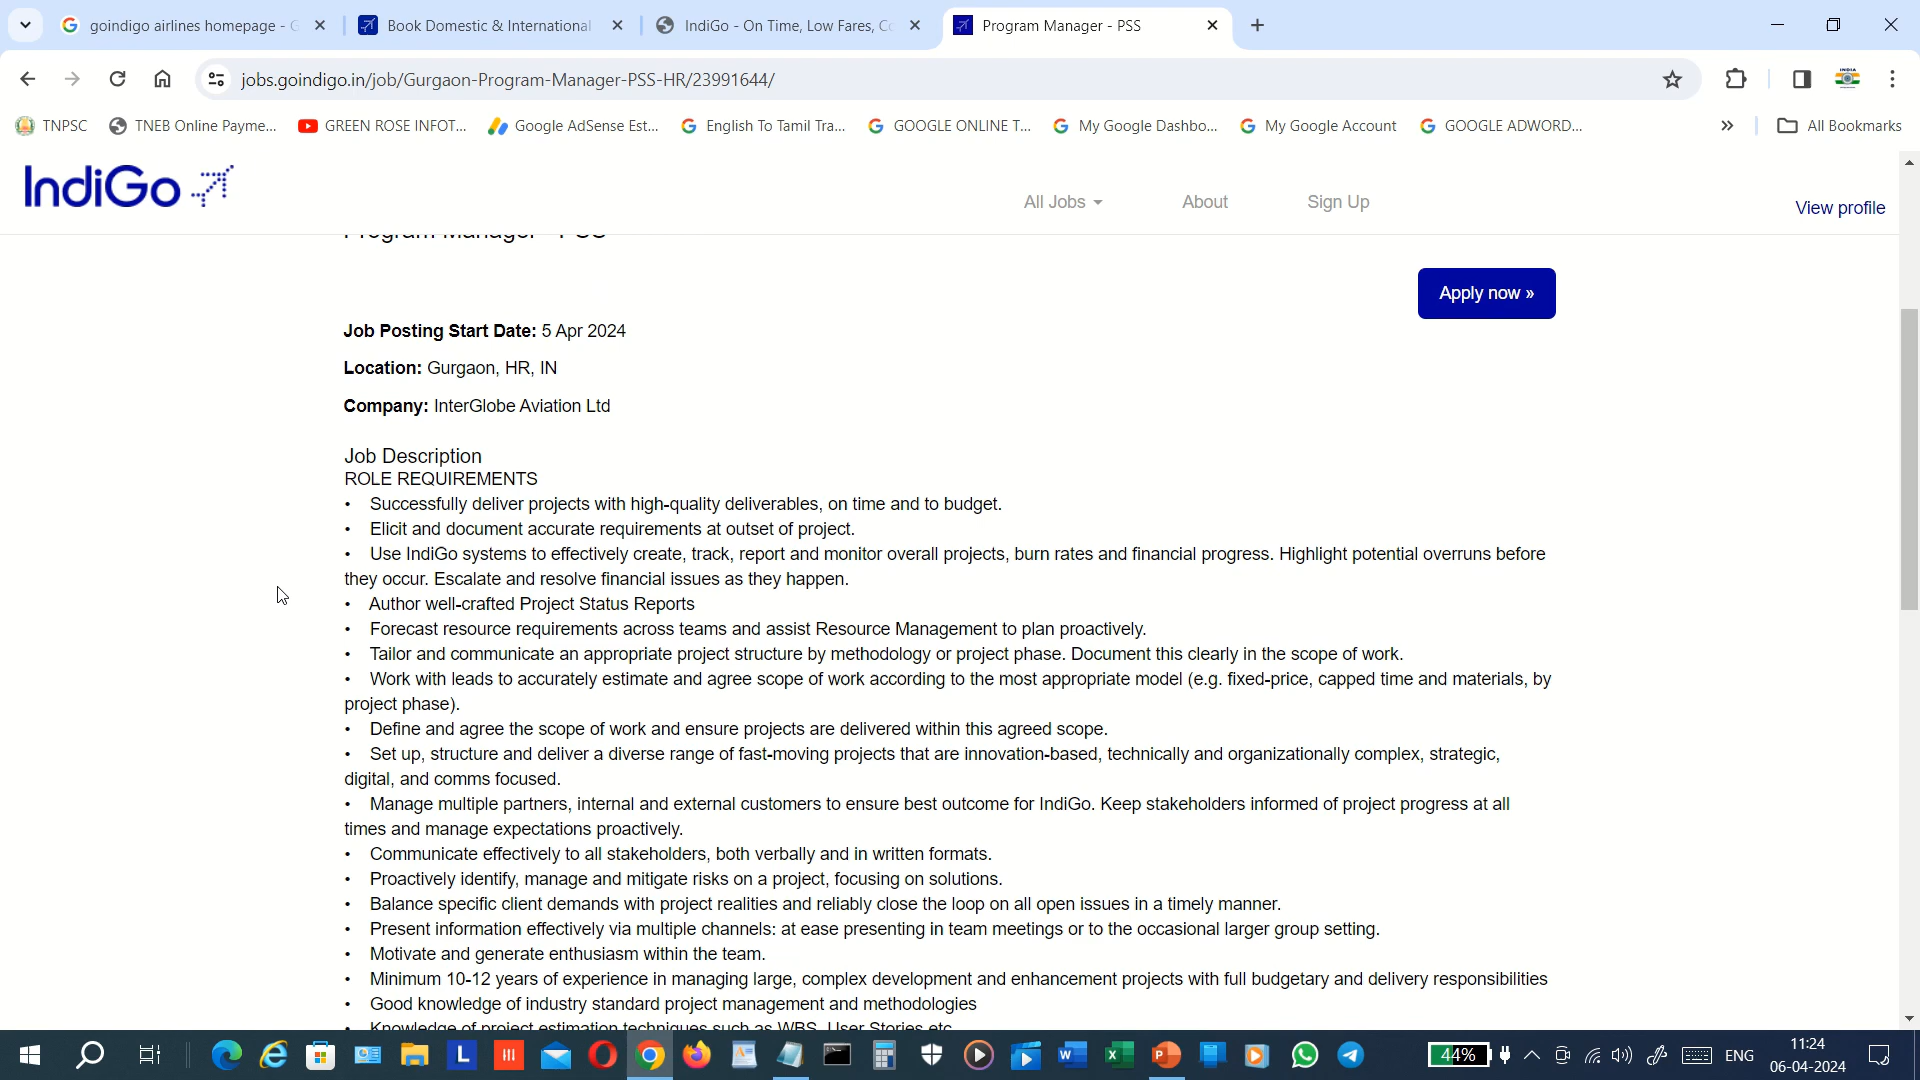 goindigo airlines homepage - G
Book Domestic & International
IndiGo - On Time, Low Fares, Co
Program Manager - PSS
jobs.goindigo.in/job/Gurgaon-Program-Manager-PSS-HR/23991644/
TNPSC
TNEB Online Payme...
GREEN ROSE INFOT...
Google AdSense Est...
English To Tamil Tra...
GOOGLE ONLINE T...
My Google Dashbo...
My Google Account
GOOGLE ADWORD...
All Bookmarks
IndiGo
All Jobs
About
Sign Up
View profile
Program Manager - PSS
Apply now »
Job Posting Start Date: 5 Apr 2024
Location: Gurgaon, HR, IN
Company: InterGlobe Aviation Ltd
Job Description
ROLE REQUIREMENTS
• Successfully deliver projects with high-quality deliverables, on time and to budget.
• Elicit and document accurate requirements at outset of project.
• Use IndiGo systems to effectively create, track, report and monitor overall projects, burn rates and financial progress. Highlight potential overruns before
they occur. Escalate and resolve financial issues as they happen.
• Author well-crafted Project Status Reports
• Forecast resource requirements across teams and assist Resource Management to plan proactively.
• Tailor and communicate an appropriate project structure by methodology or project phase. Document this clearly in the scope of work.
• Work with leads to accurately estimate and agree scope of work according to the most appropriate model (e.g. fixed-price, capped time and materials, by
project phase).
• Define and agree the scope of work and ensure projects are delivered within this agreed scope.
• Set up, structure and deliver a diverse range of fast-moving projects that are innovation-based, technically and organizationally complex, strategic,
digital, and comms focused.
• Manage multiple partners, internal and external customers to ensure best outcome for IndiGo. Keep stakeholders informed of project progress at all
times and manage expectations proactively.
• Communicate effectively to all stakeholders, both verbally and in written formats.
• Proactively identify, manage and mitigate risks on a project, focusing on solutions.
• Balance specific client demands with project realities and reliably close the loop on all open issues in a timely manner.
• Present information effectively via multiple channels: at ease presenting in team meetings or to the occasional larger group setting.
• Motivate and generate enthusiasm within the team.
• Minimum 10-12 years of experience in managing large, complex development and enhancement projects with full budgetary and delivery responsibilities
• Good knowledge of industry standard project management and methodologies
• Knowledge of project estimation techniques such as WBS, User Stories etc
44%
ENG
11:24
06-04-2024